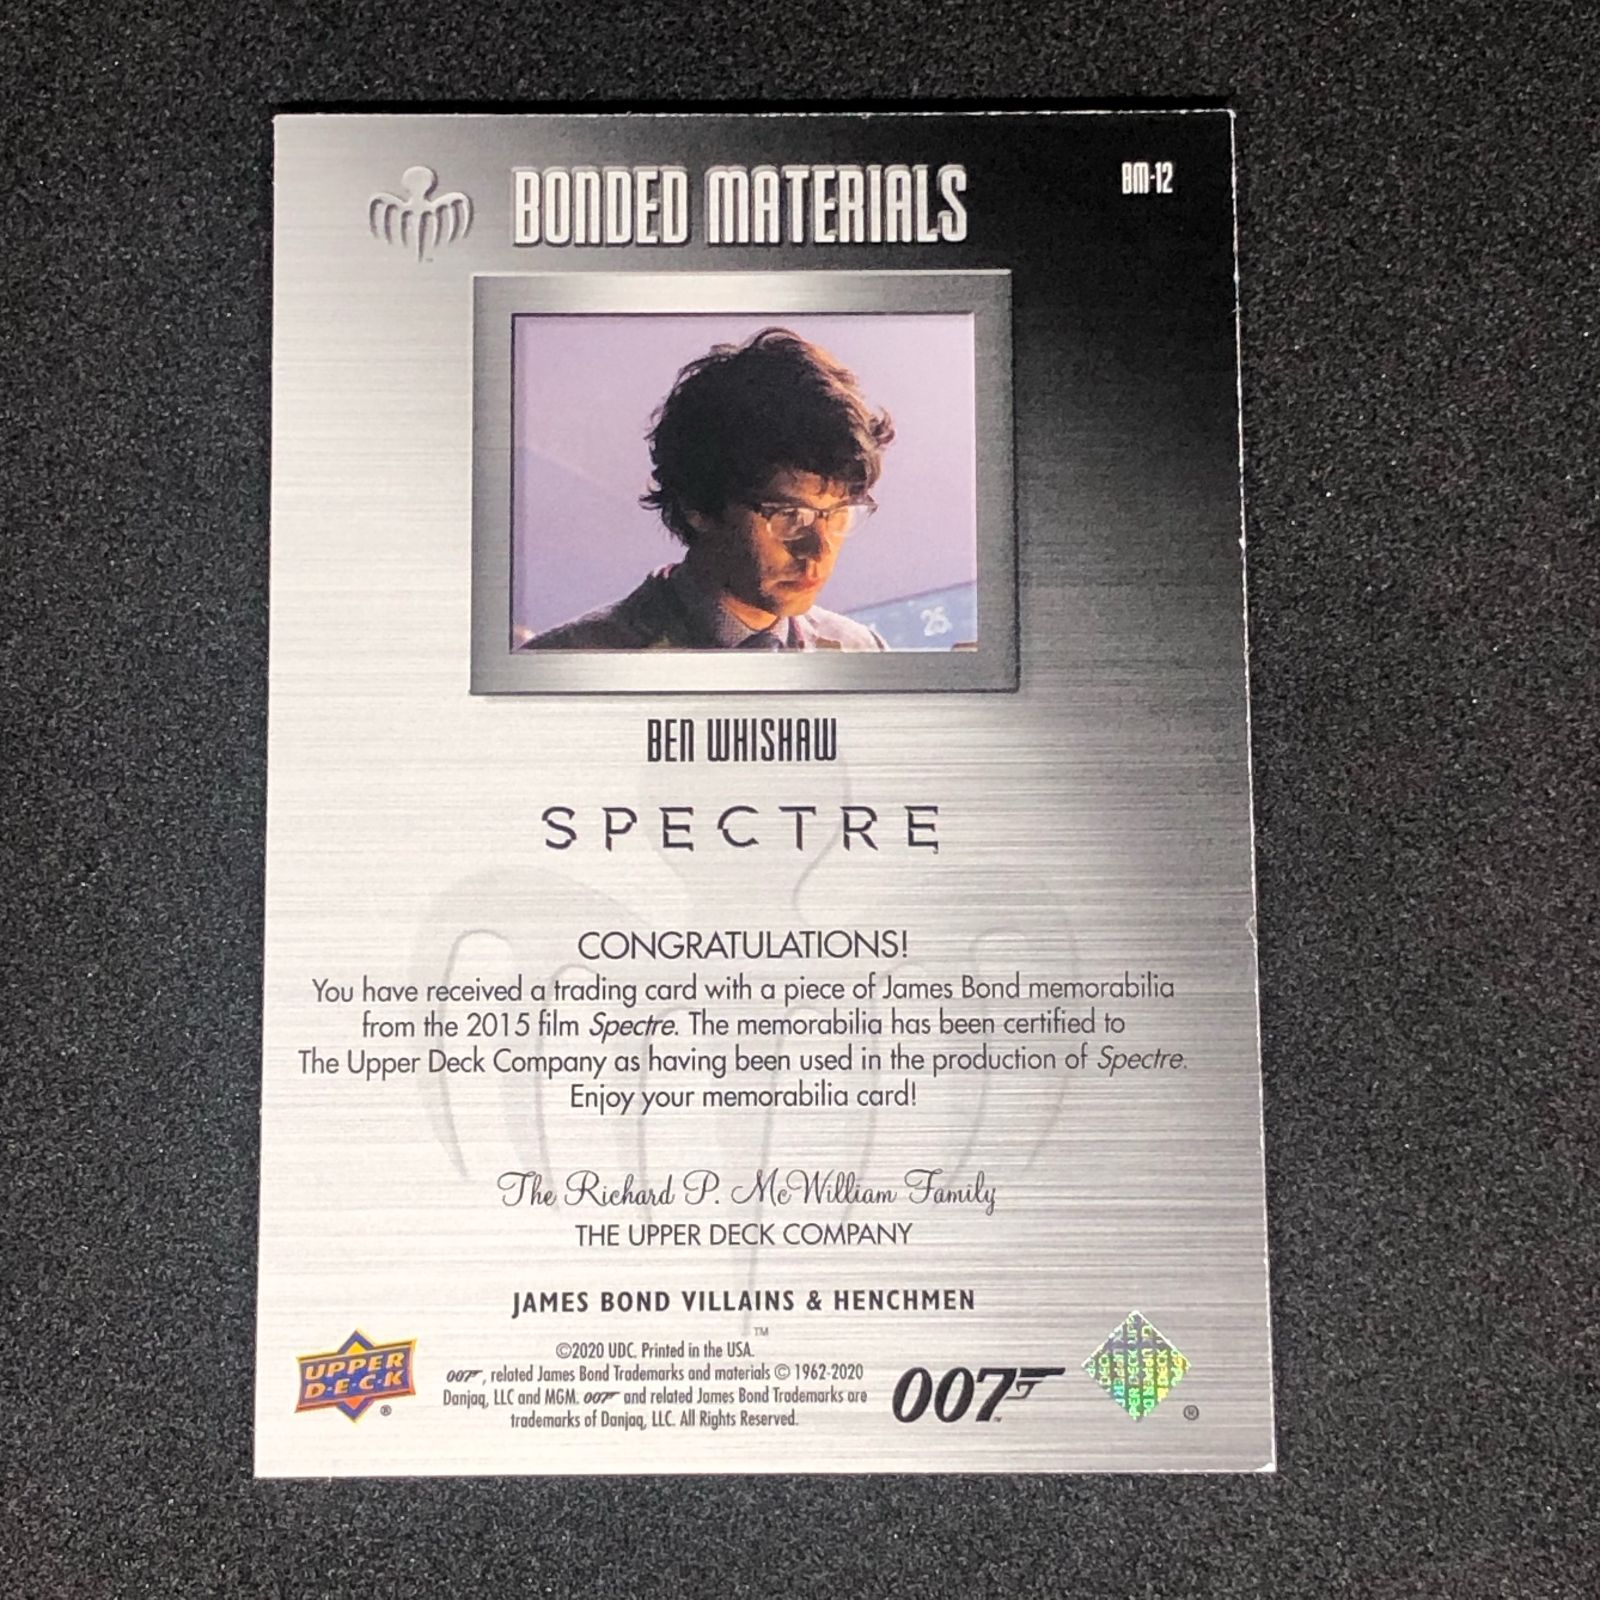 BONDED MATERIALS
BM-12
25
BEN WHISHAW
SPECTRE
CONGRATULATIONS!
You have received a trading card with a piece of James Bond memorabilia
from the 2015 film Spectre. The memorabilia has been certified to
The Upper Deck Company as having been used in the production of Spectre.
Enjoy your memorabilia card!
The Richard P. McWilliam Family
THE UPPER DECK COMPANY
JAMES BOND VILLAINS & HENCHMEN
TM
©2020 UDC. Printed in the USA.
007, related James Bond Trademarks and materials © 1962-2020
Danjaq, LLC and MGM. 007 and related James Bond Trademarks are
trademarks of Danjaq, LLC. All Rights Reserved.
UPPER
D·E·C·K
®
007
®